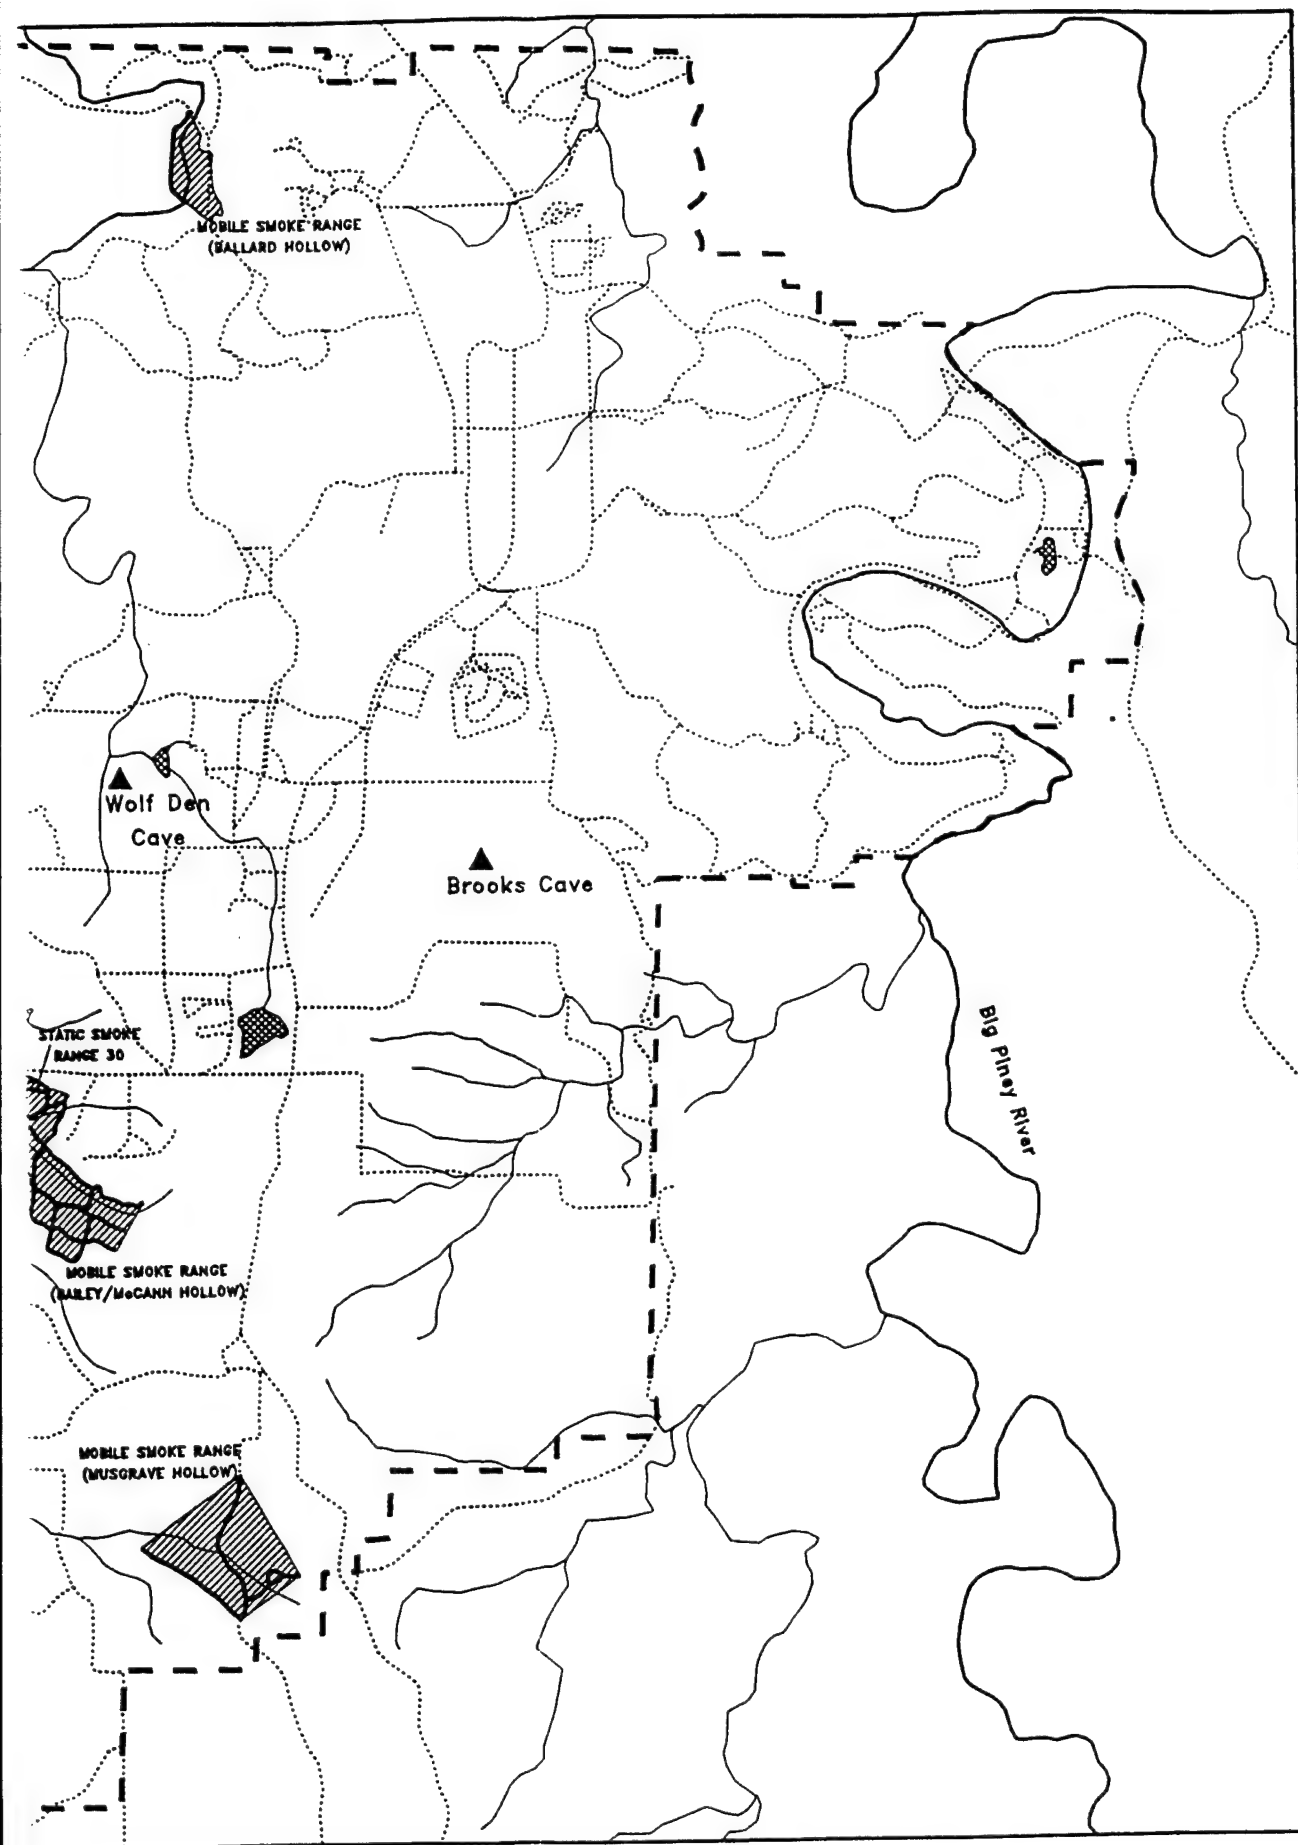 MOBILE SMOKE RANGE
(BALLARD HOLLOW)
Wolf Den
Cave
Brooks Cave
Big Piney River
STATIC SMOKE
RANGE 30
MOBILE SMOKE RANGE
(BAILEY/McCANN HOLLOW)
MOBILE SMOKE RANGE
(MUSGRAVE HOLLOW)